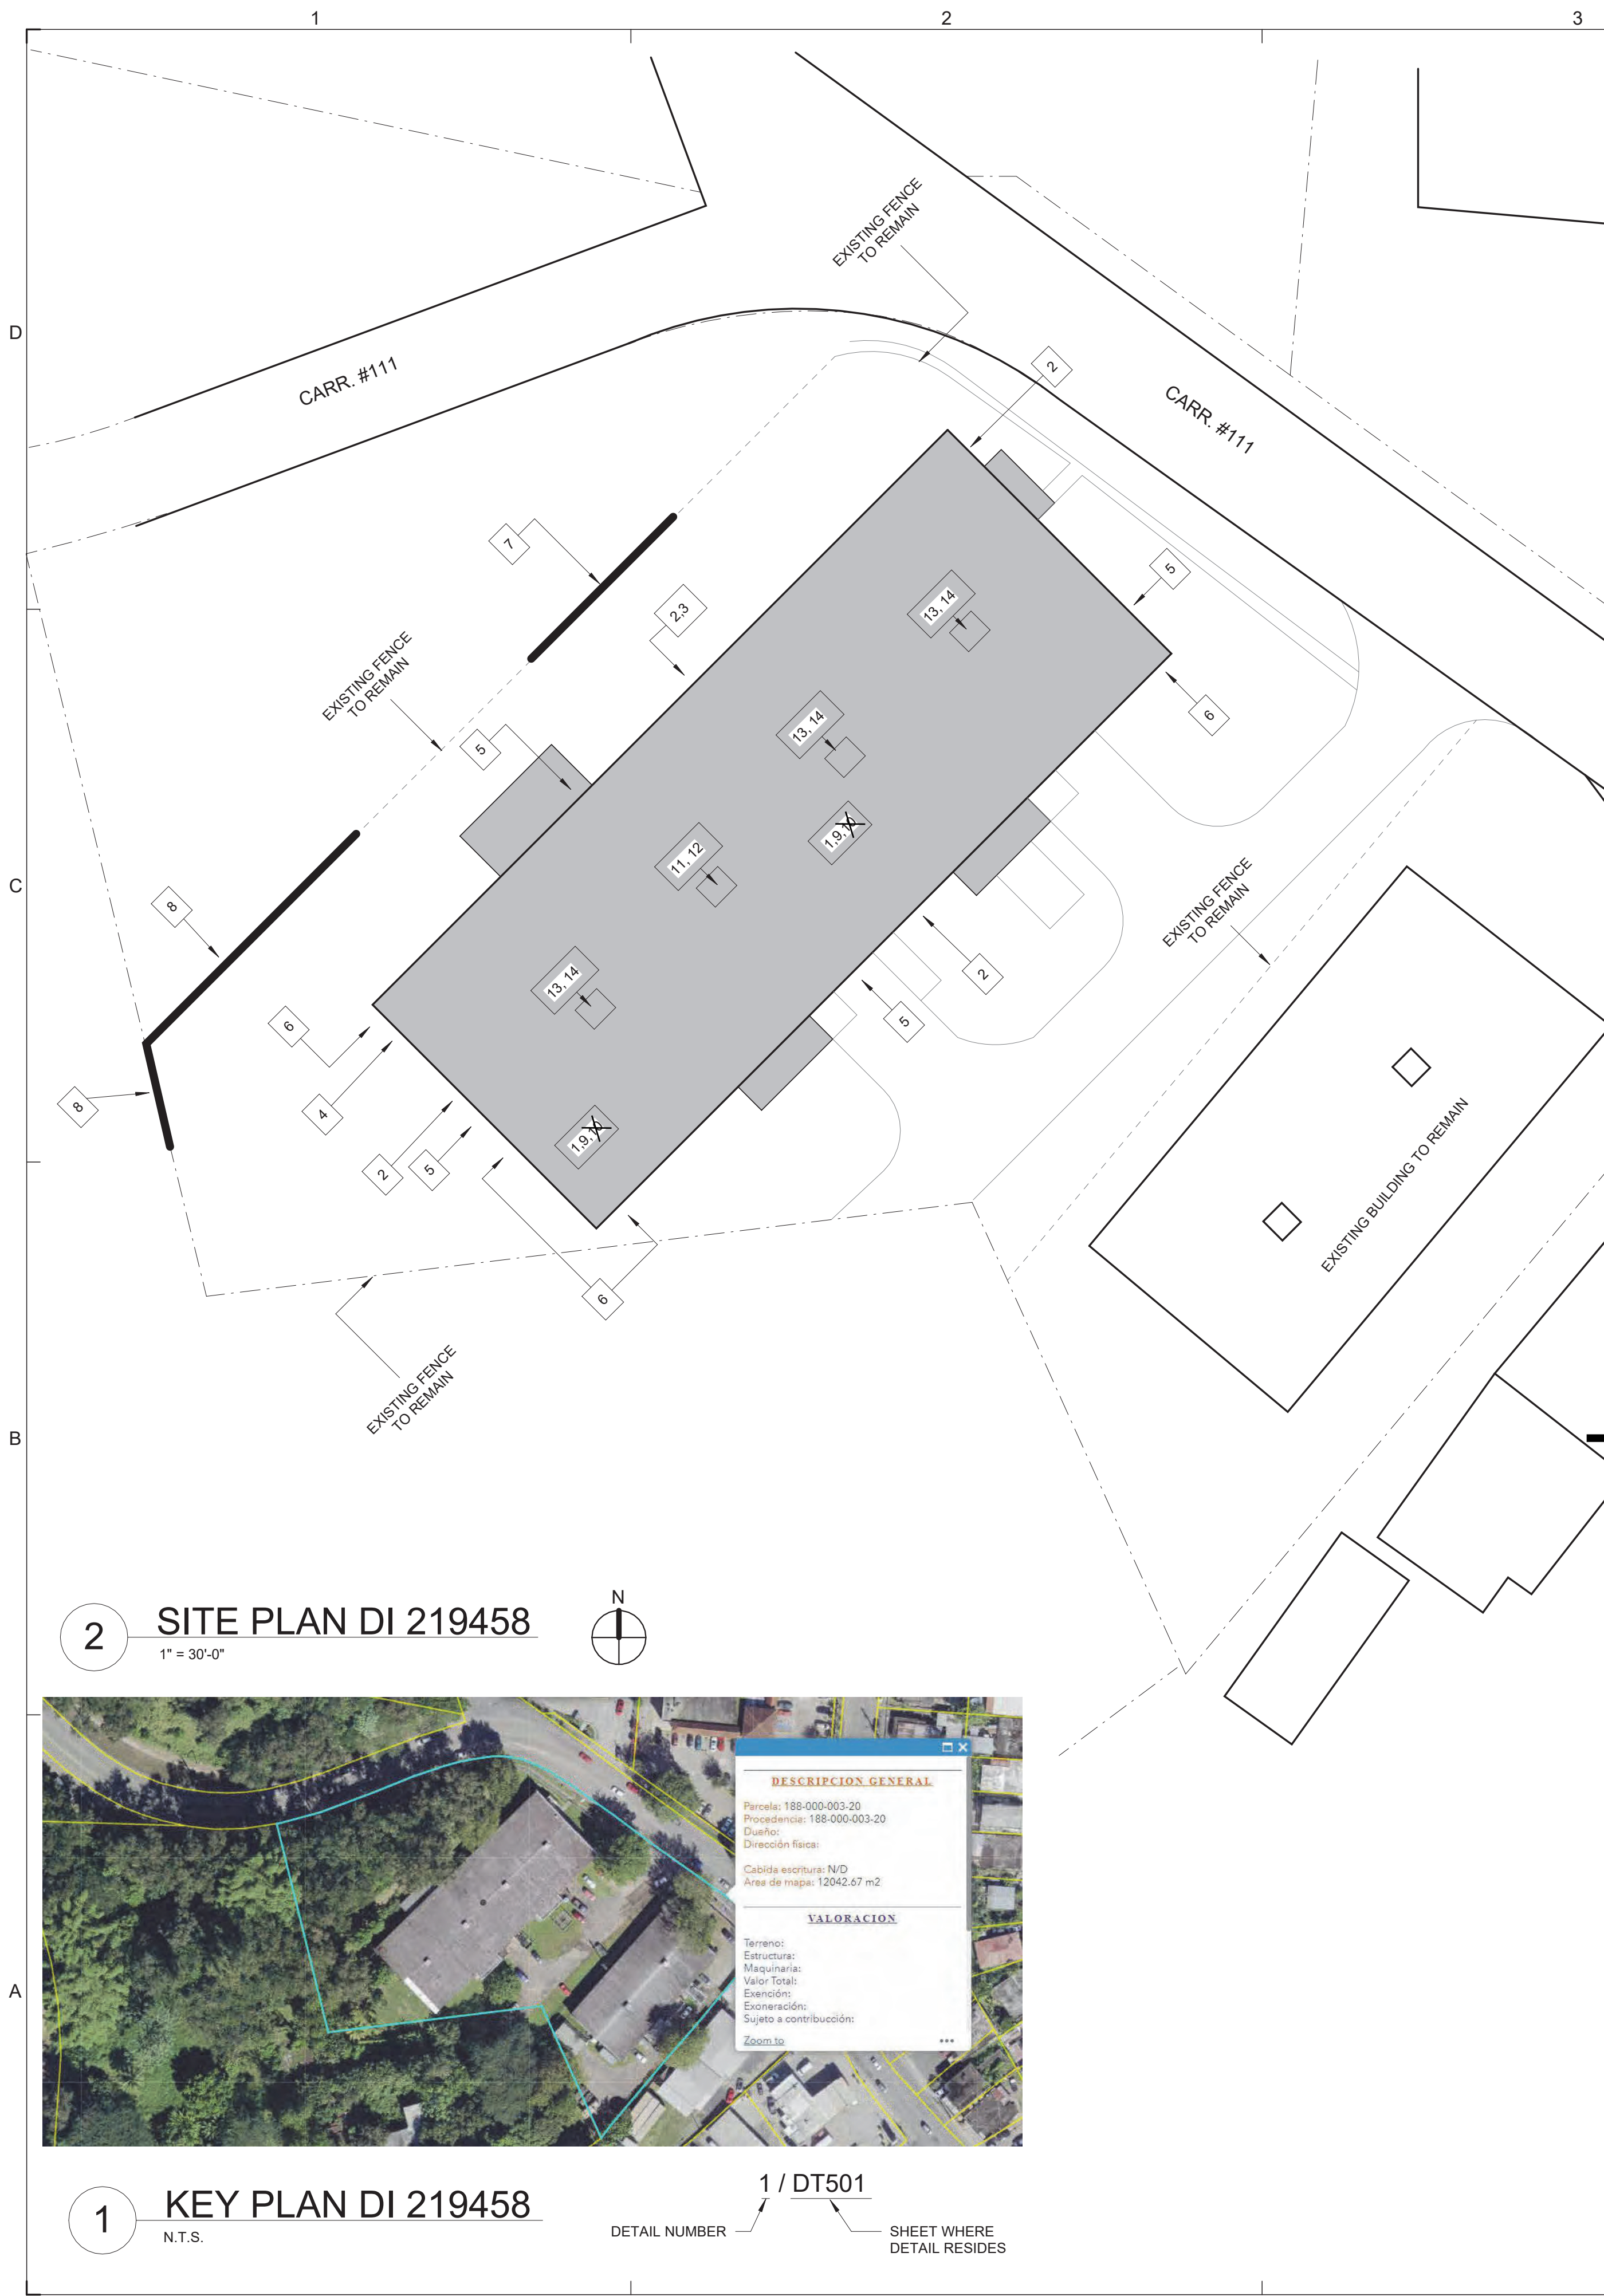 1
2
3
D
C
B
A
EXISTING FENCE
TO REMAIN
CARR. #111
CARR. #111
2
7
2,3
13, 14
5
EXISTING FENCE
TO REMAIN
5
13, 14
6
1,9,10
11, 12
8
EXISTING FENCE
TO REMAIN
13, 14
2
5
6
8
4
2
5
1,9,10
EXISTING BUILDING TO REMAIN
6
EXISTING FENCE
TO REMAIN
2
SITE PLAN DI 219458
1" = 30'-0"
N
DESCRIPCION GENERAL
Parcela: 188-000-003-20
Procedencia: 188-000-003-20
Dueño:
Dirección física:
Cabida escritura: N/D
Area de mapa: 12042.67 m2
VALORACION
Terreno:
Estructura:
Maquinaria:
Valor Total:
Exención:
Exoneración:
Sujeto a contribucción:
Zoom to
1
KEY PLAN DI 219458
N.T.S.
1 / DT501
DETAIL NUMBER
SHEET WHERE
DETAIL RESIDES